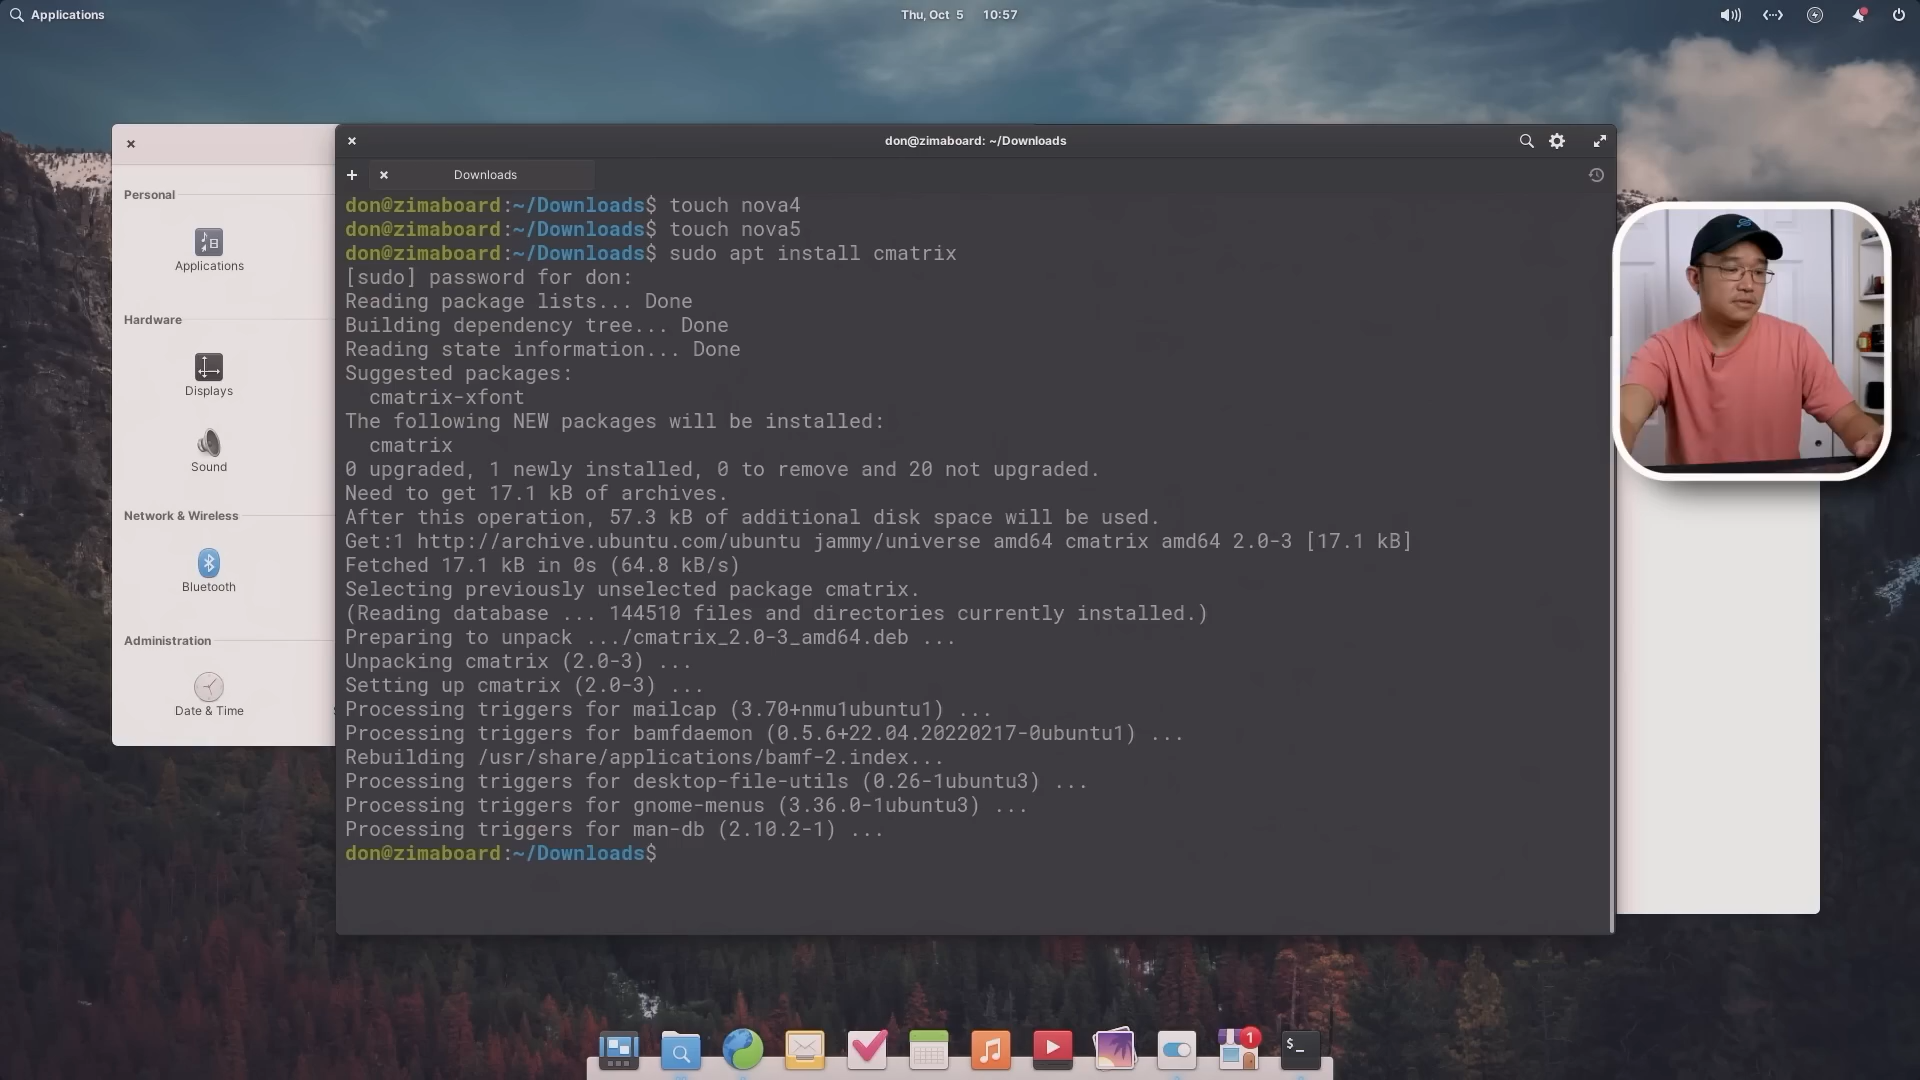 Applications
Thu, Oct 5 10:57
don@zimaboard: ~/Downloads
Downloads
Personal
Applications
Hardware
Displays
Sound
Network & Wireless
Bluetooth
Administration
Date & Time
don@zimaboard:~/Downloads$ touch nova4
don@zimaboard:~/Downloads$ touch nova5
don@zimaboard:~/Downloads$ sudo apt install cmatrix
[sudo] password for don:
Reading package lists... Done
Building dependency tree... Done
Reading state information... Done
Suggested packages:
  cmatrix-xfont
The following NEW packages will be installed:
  cmatrix
0 upgraded, 1 newly installed, 0 to remove and 20 not upgraded.
Need to get 17.1 kB of archives.
After this operation, 57.3 kB of additional disk space will be used.
Get:1 http://archive.ubuntu.com/ubuntu jammy/universe amd64 cmatrix amd64 2.0-3 [17.1 kB]
Fetched 17.1 kB in 0s (64.8 kB/s)
Selecting previously unselected package cmatrix.
(Reading database ... 144510 files and directories currently installed.)
Preparing to unpack .../cmatrix_2.0-3_amd64.deb ...
Unpacking cmatrix (2.0-3) ...
Setting up cmatrix (2.0-3) ...
Processing triggers for mailcap (3.70+nmu1ubuntu1) ...
Processing triggers for bamfdaemon (0.5.6+22.04.20220217-0ubuntu1) ...
Rebuilding /usr/share/applications/bamf-2.index...
Processing triggers for desktop-file-utils (0.26-1ubuntu3) ...
Processing triggers for gnome-menus (3.36.0-1ubuntu3) ...
Processing triggers for man-db (2.10.2-1) ...
don@zimaboard:~/Downloads$
1
$_